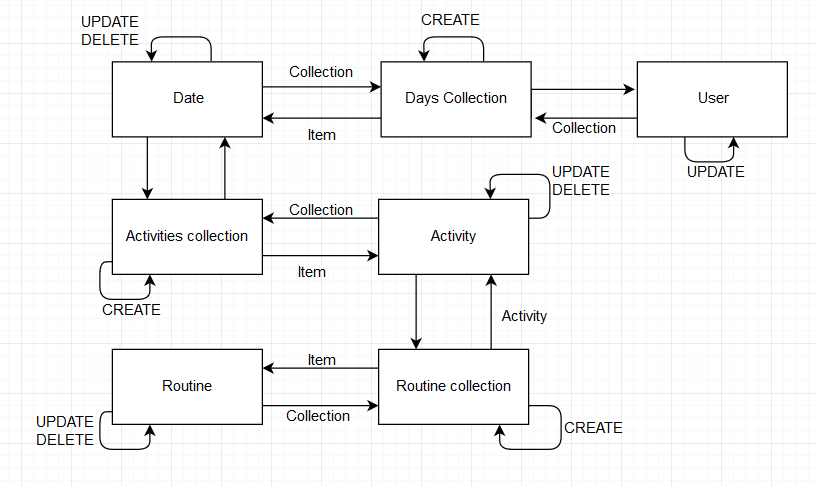 UPDATE
DELETE
CREATE
Collection
Date
Days Collection
User
Item
Collection
UPDATE
UPDATE
DELETE
Collection
Activities collection
Activity
Item
CREATE
Activity
Item
Routine
Routine collection
Collection
UPDATE
DELETE
CREATE